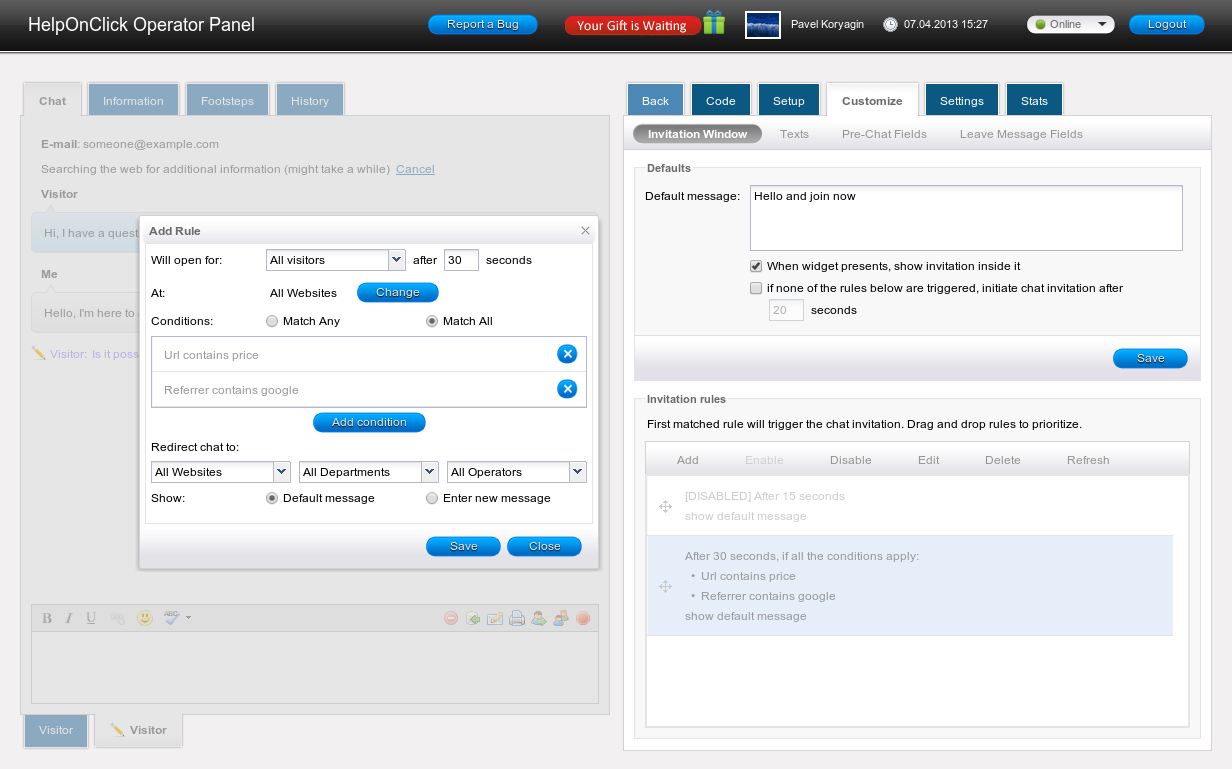 HelpOnClick Operator Panel
Report a Bug
Your Gift is Waiting
Pavel Koryagin
07.04.2013 15:27
Online
Logout
Chat
Information
Footsteps
History
E-mail: someone@example.com
Searching the web for additional information (might take a while) Cancel
Visitor
Hi, I have a quest
Me
Hello, I'm here to
Visitor: Is it poss
Add Rule
Will open for: All visitors after 30 seconds
At: All Websites Change
Conditions: Match Any Match All
Url contains price
Referrer contains google
Add condition
Redirect chat to:
All Websites All Departments All Operators
Show: Default message Enter new message
Save Close
B I U ABC
Visitor
Visitor
Back
Code
Setup
Customize
Settings
Stats
Invitation Window
Texts
Pre-Chat Fields
Leave Message Fields
Defaults
Default message: Hello and join now
When widget presents, show invitation inside it
if none of the rules below are triggered, initiate chat invitation after
20 seconds
Save
Invitation rules
First matched rule will trigger the chat invitation. Drag and drop rules to prioritize.
Add Enable Disable Edit Delete Refresh
[DISABLED] After 15 seconds
show default message
After 30 seconds, if all the conditions apply:
• Url contains price
• Referrer contains google
show default message